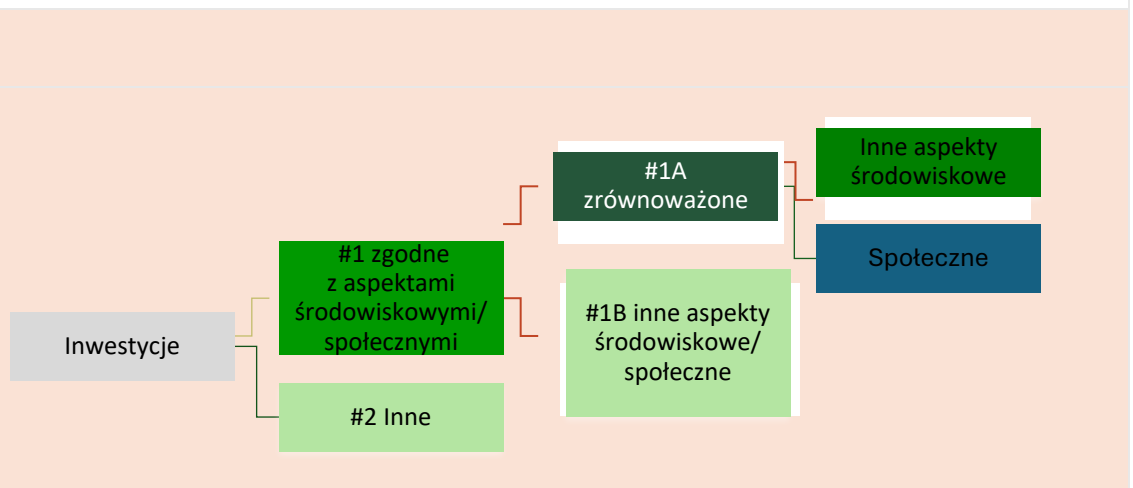 Inwestycje
#1 zgodne
z aspektami
środowiskowymi/
społecznymi
#2 Inne
#1A
zrównoważone
#1B inne aspekty
środowiskowe/
społeczne
Inne aspekty
środowiskowe
Społeczne